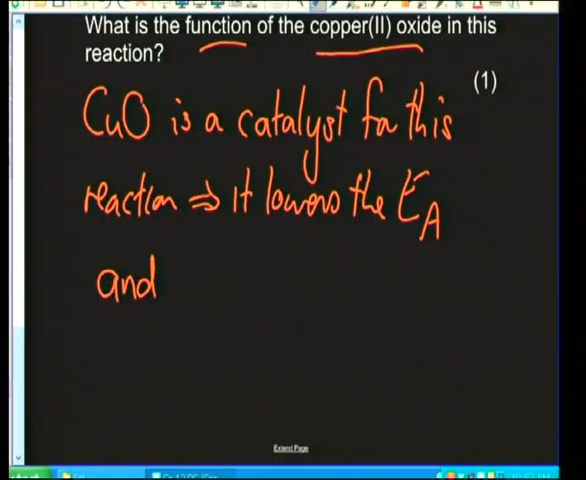 What is the function of the copper(II) oxide in this
reaction?
(1)
CuO is a catalyst for this
reaction ⇒ it lowers the EA
and
Extend Page